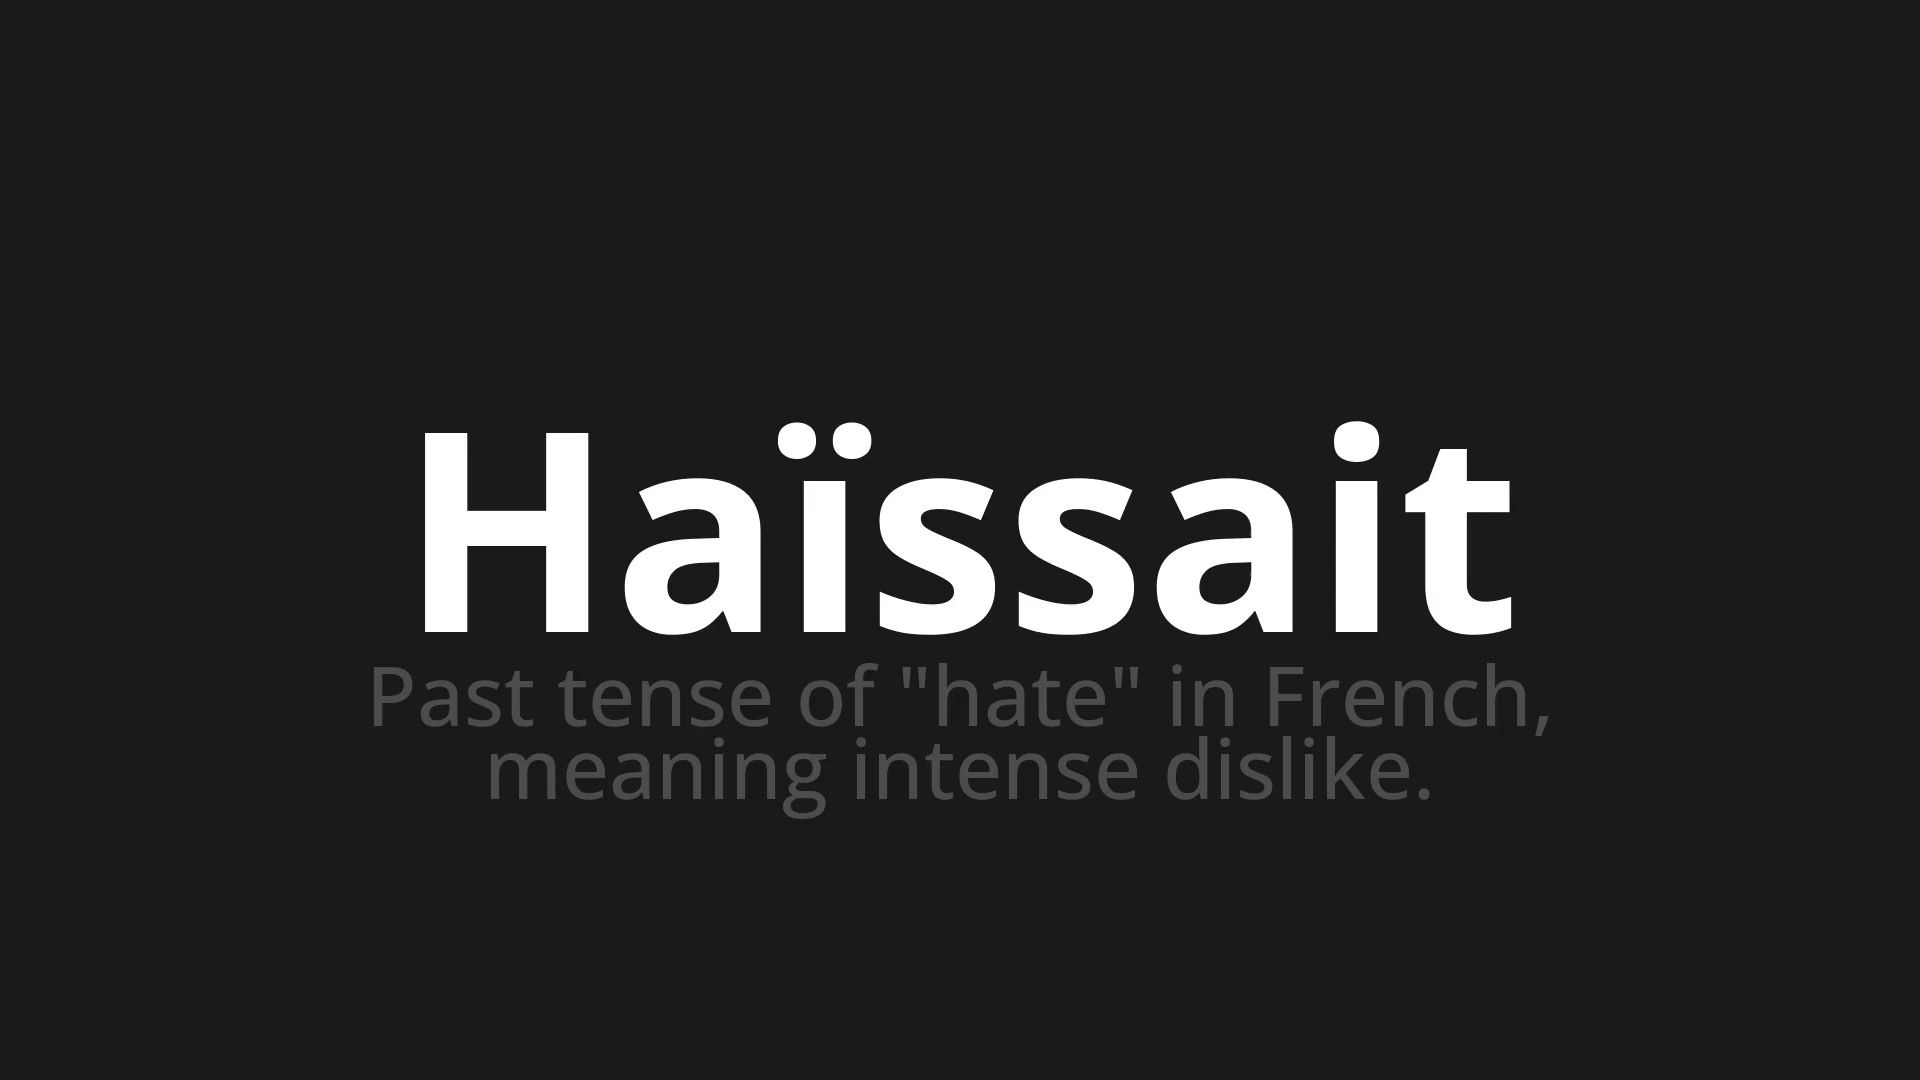 Haïssait
Past tense of "hate" in French,
meaning intense dislike.